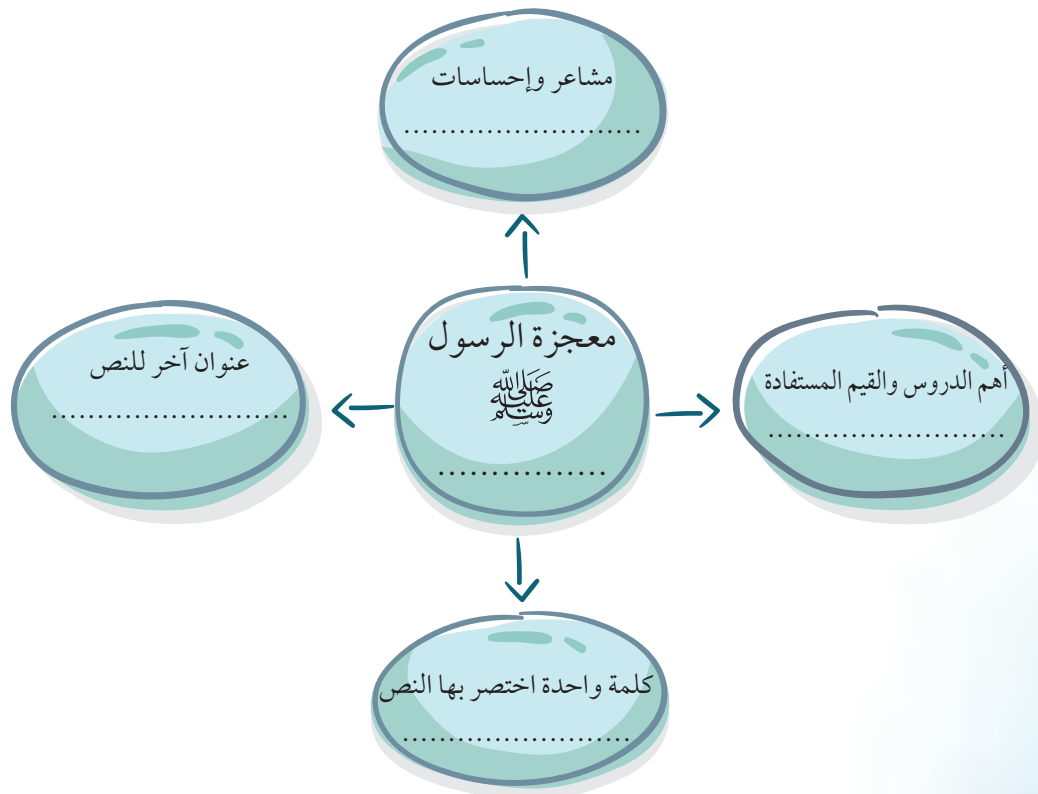 مشاعر وإحساسات
..........................
معجزة الرسول
ﷺ
................
أهم الدروس والقيم المستفادة
..........................
عنوان آخر للنص
..........................
كلمة واحدة اختصر بها النص
.........................